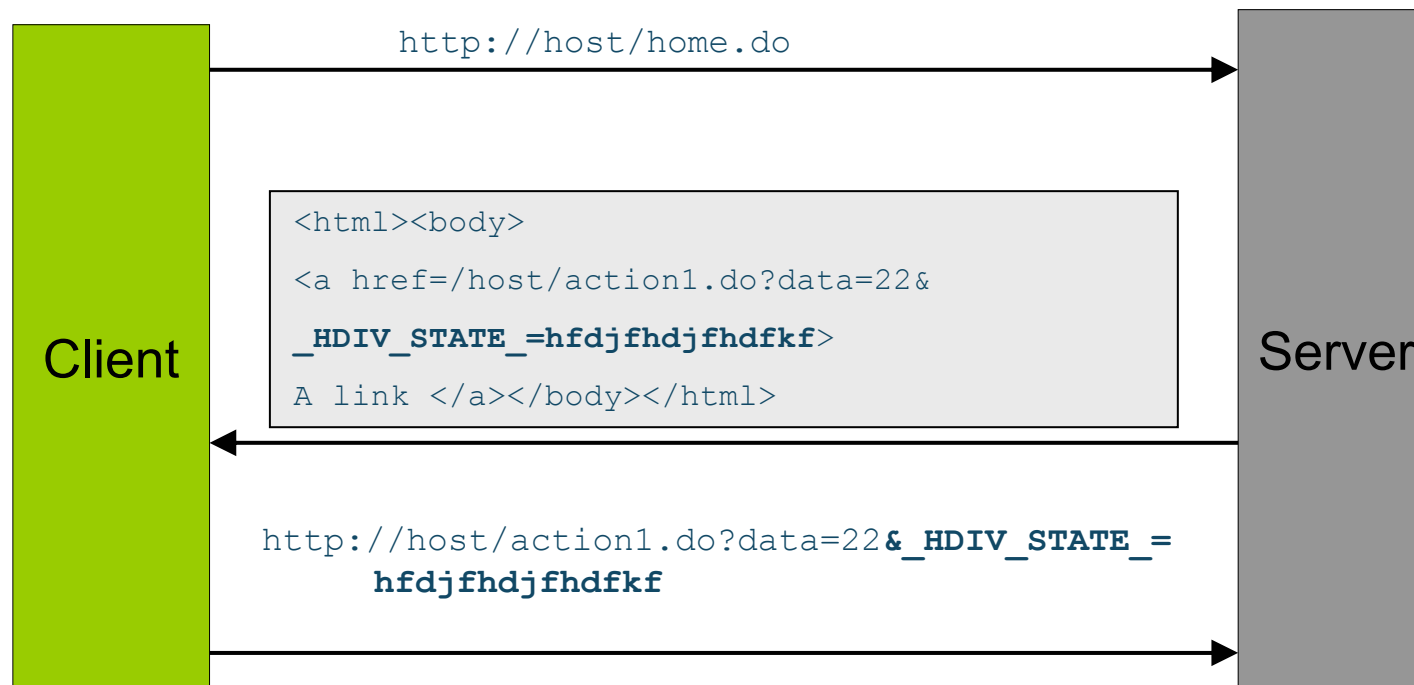 http://host/home.do
<html><body>
<a href=/host/action1.do?data=22&
_HDIV_STATE_=hfdjfhdjfhdfkf>
A link </a></body></html>
Client
Server
http://host/action1.do?data=22&_HDIV_STATE_=
hfdjfhdjfhdfkf